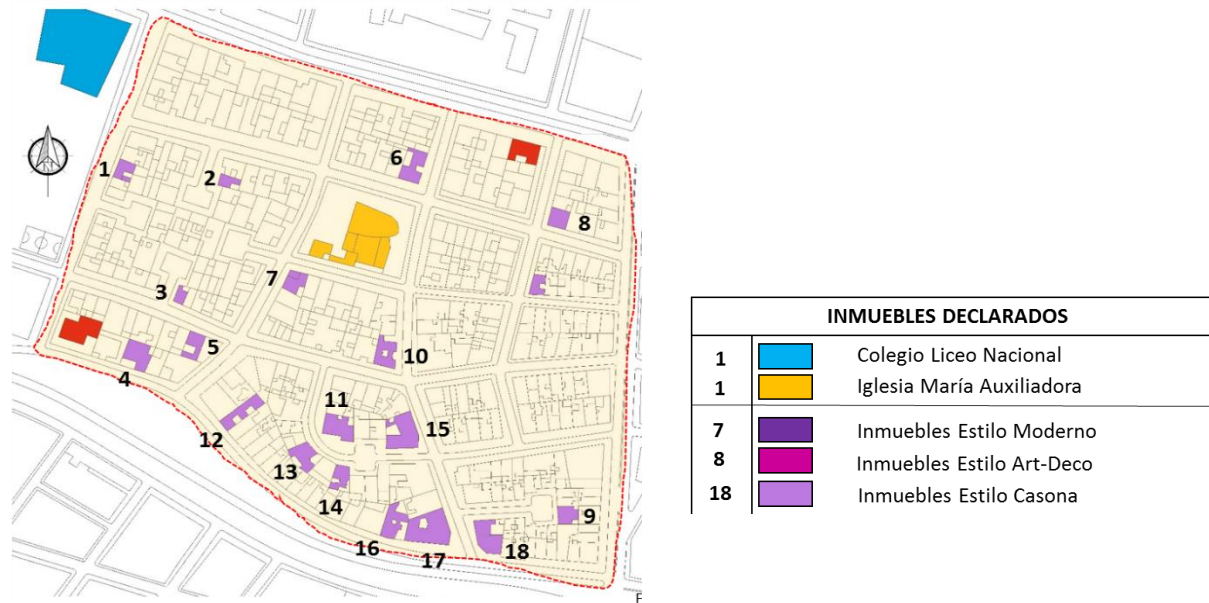 1
2
3
4
5
6
7
8
9
10
11
12
13
14
15
16
17
18
N
F
INMUEBLES DECLARADOS
1 Colegio Liceo Nacional
1 Iglesia María Auxiliadora
7 Inmuebles Estilo Moderno
8 Inmuebles Estilo Art-Deco
18 Inmuebles Estilo Casona